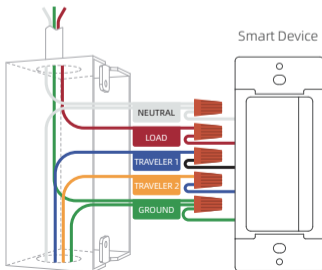 Smart Device
NEUTRAL
LOAD
TRAVELER 1
TRAVELER 2
GROUND